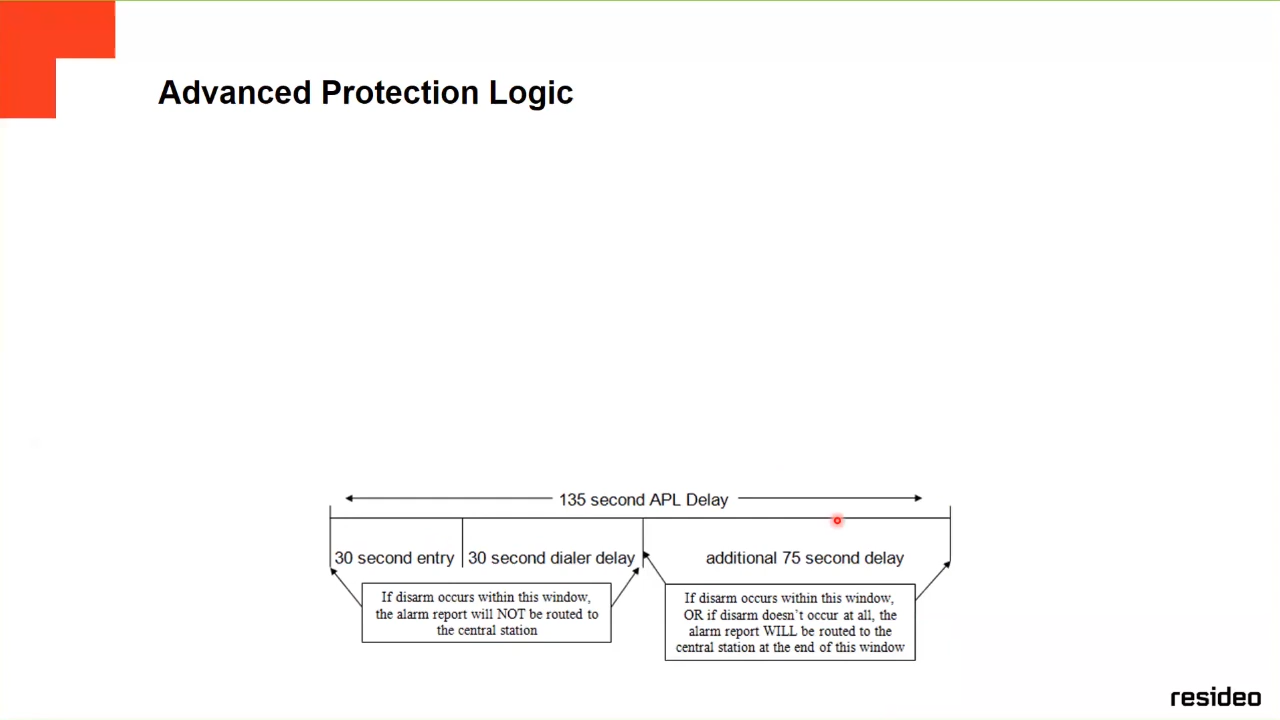 Advanced Protection Logic
135 second APL Delay
30 second entry
30 second dialer delay
additional 75 second delay
If disarm occurs within this window,
the alarm report will NOT be routed to
the central station
If disarm occurs within this window,
OR if disarm doesn’t occur at all, the
alarm report WILL be routed to the
central station at the end of this window
resideo